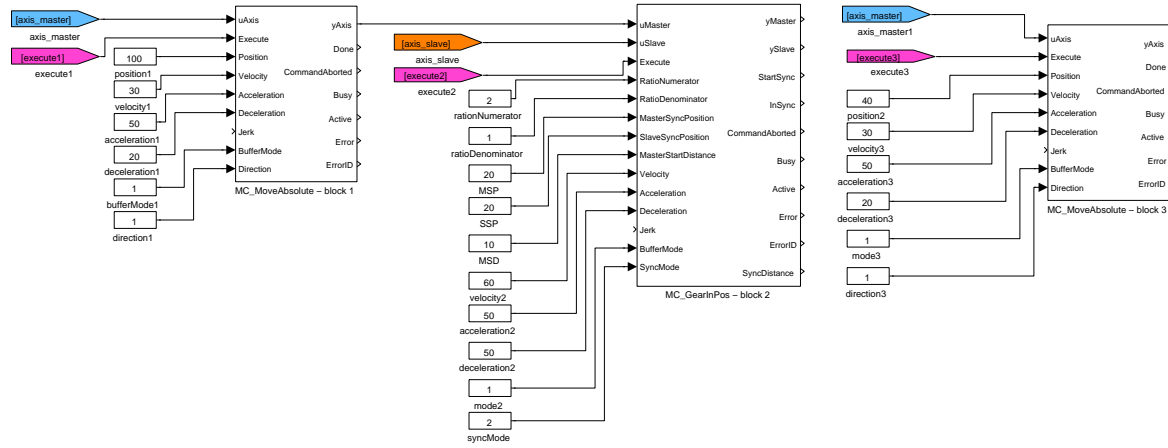 [axis_master]
axis_master
[execute1]
execute1
100
position1
30
velocity1
50
acceleration1
20
deceleration1
1
bufferMode1
1
direction1
uAxis
Execute
Position
Velocity
Acceleration
Deceleration
Jerk
BufferMode
Direction
yAxis
Done
CommandAborted
Busy
Active
Error
ErrorID
MC_MoveAbsolute – block 1
[axis_slave]
axis_slave
[execute2]
execute2
2
rationNumerator
1
ratioDenominator
20
MSP
20
SSP
10
MSD
60
velocity2
50
acceleration2
50
deceleration2
1
mode2
2
syncMode
uMaster
uSlave
Execute
RatioNumerator
RatioDenominator
MasterSyncPosition
SlaveSyncPosition
MasterStartDistance
Velocity
Acceleration
Deceleration
Jerk
BufferMode
SyncMode
yMaster
ySlave
StartSync
InSync
CommandAborted
Busy
Active
Error
ErrorID
SyncDistance
MC_GearInPos – block 2
[axis_master]
axis_master1
[execute3]
execute3
40
position2
30
velocity3
50
acceleration3
20
deceleration3
1
mode3
1
direction3
uAxis
Execute
Position
Velocity
Acceleration
Deceleration
Jerk
BufferMode
Direction
yAxis
Done
CommandAborted
Busy
Active
Error
ErrorID
MC_MoveAbsolute – block 3